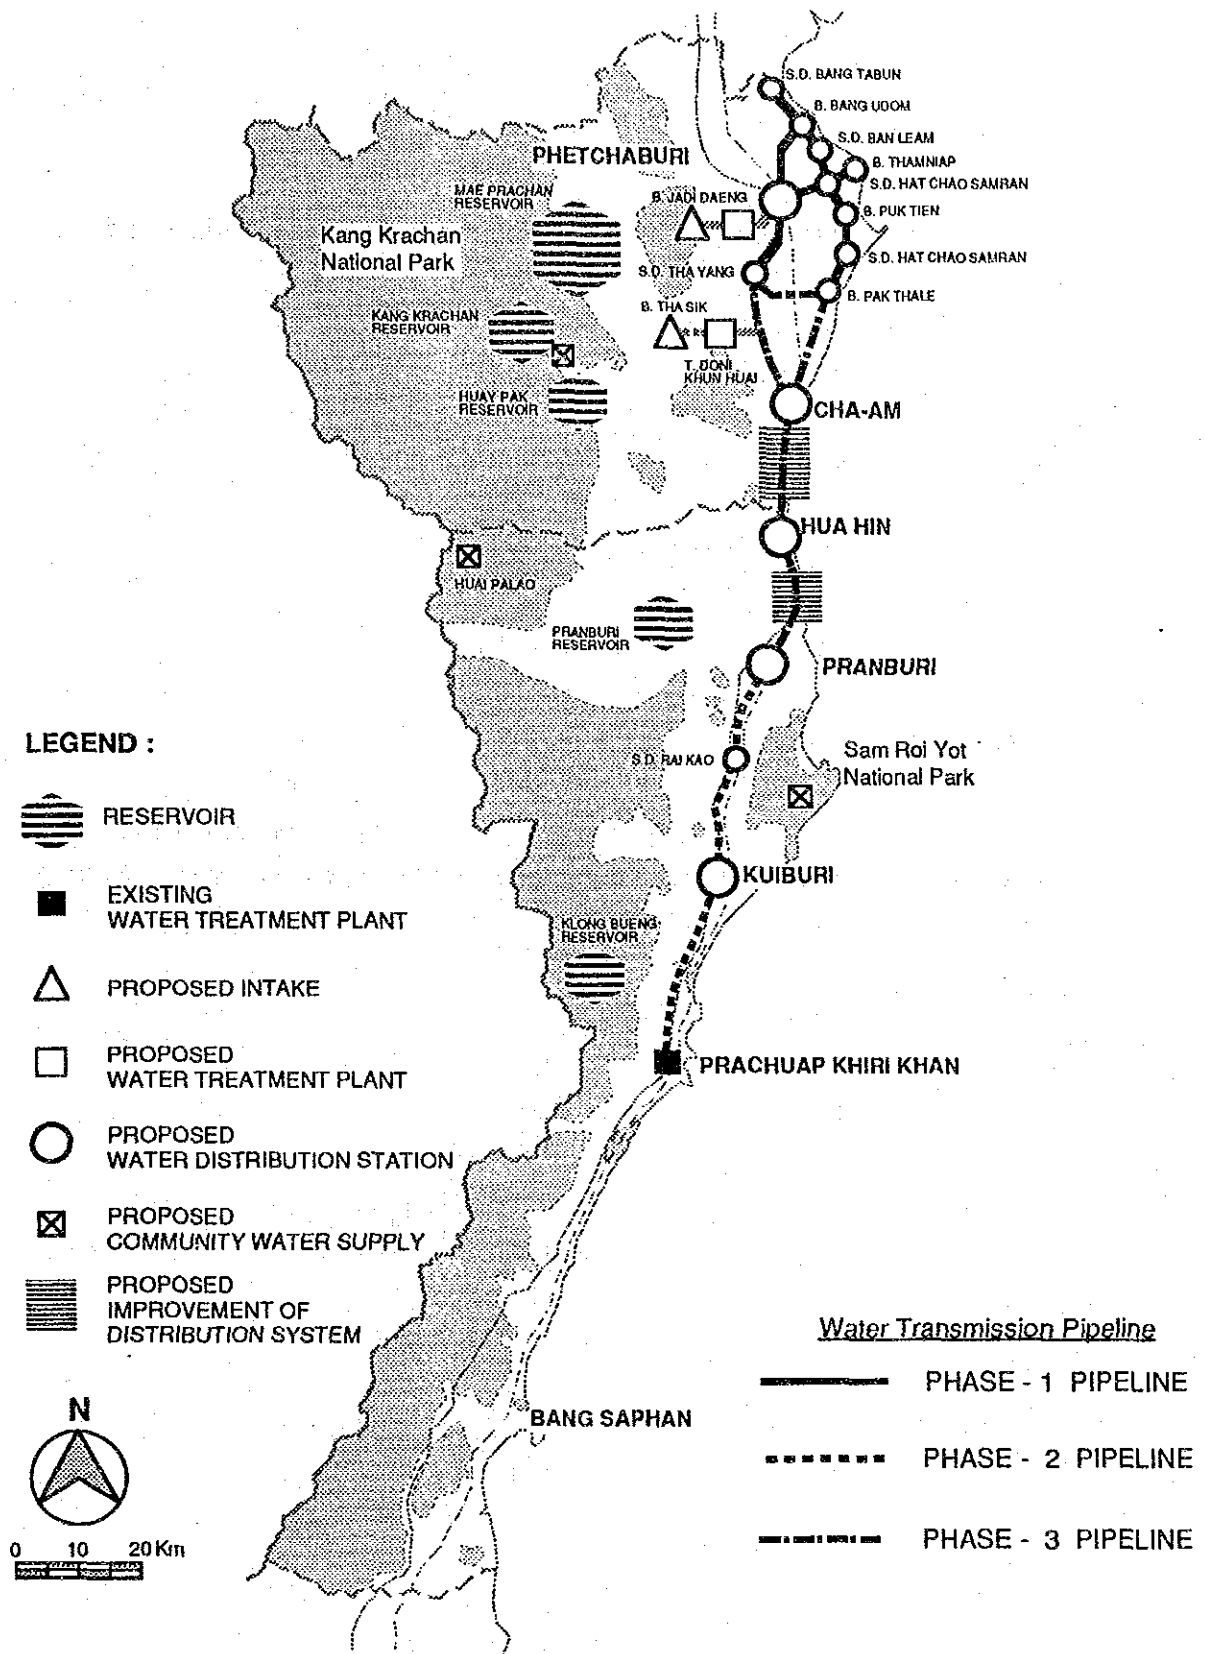 S.D. BANG TABUN
B. BANG UDOM
S.D. BAN LEAM
B. THAMNIAP
S.D. HAT CHAO SAMRAN
B. PUK TIEN
S.D. HAT CHAO SAMRAN
B. PAK THALE
PHETCHABURI
MAE PRACHAN
RESERVOIR
B. JADI DAENG
Kang Krachan
National Park
S.D. THA YANG
KANG KRACHAN
RESERVOIR
B. THA SIK
T. DONI
KHUN HUAI
HUAY PAK
RESERVOIR
CHA-AM
HUA HIN
HUAI PALAO
PRANBURI
RESERVOIR
PRANBURI
S.D. RAI KAO
Sam Roi Yot
National Park
KUIBURI
KLONG BUENG
RESERVOIR
PRACHUAP KHIRI KHAN
BANG SAPHAN
LEGEND :
RESERVOIR
EXISTING
WATER TREATMENT PLANT
PROPOSED INTAKE
PROPOSED
WATER TREATMENT PLANT
PROPOSED
WATER DISTRIBUTION STATION
PROPOSED
COMMUNITY WATER SUPPLY
PROPOSED
IMPROVEMENT OF
DISTRIBUTION SYSTEM
N
0 10 20 Km
Water Transmission Pipeline
PHASE - 1 PIPELINE
PHASE - 2 PIPELINE
PHASE - 3 PIPELINE